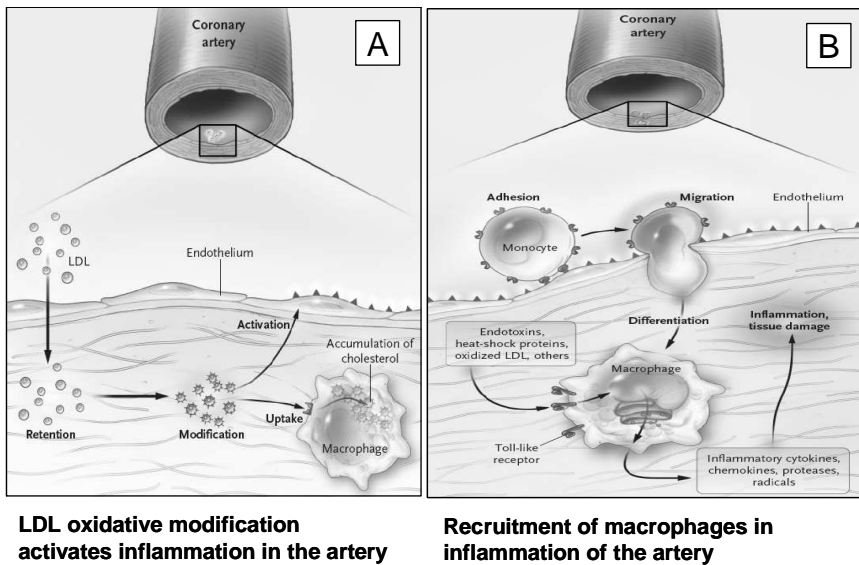 Coronary
artery
A
LDL
Endothelium
Activation
Accumulation of
cholesterol
Retention
Modification
Uptake
Macrophage
LDL oxidative modification
activates inflammation in the artery
Coronary
artery
B
Adhesion
Migration
Endothelium
Monocyte
Differentiation
Inflammation,
tissue damage
Endotoxins,
heat-shock proteins,
oxidized LDL, others
Macrophage
Toll-like
receptor
Inflammatory cytokines,
chemokines, proteases,
radicals
Recruitment of macrophages in
inflammation of the artery